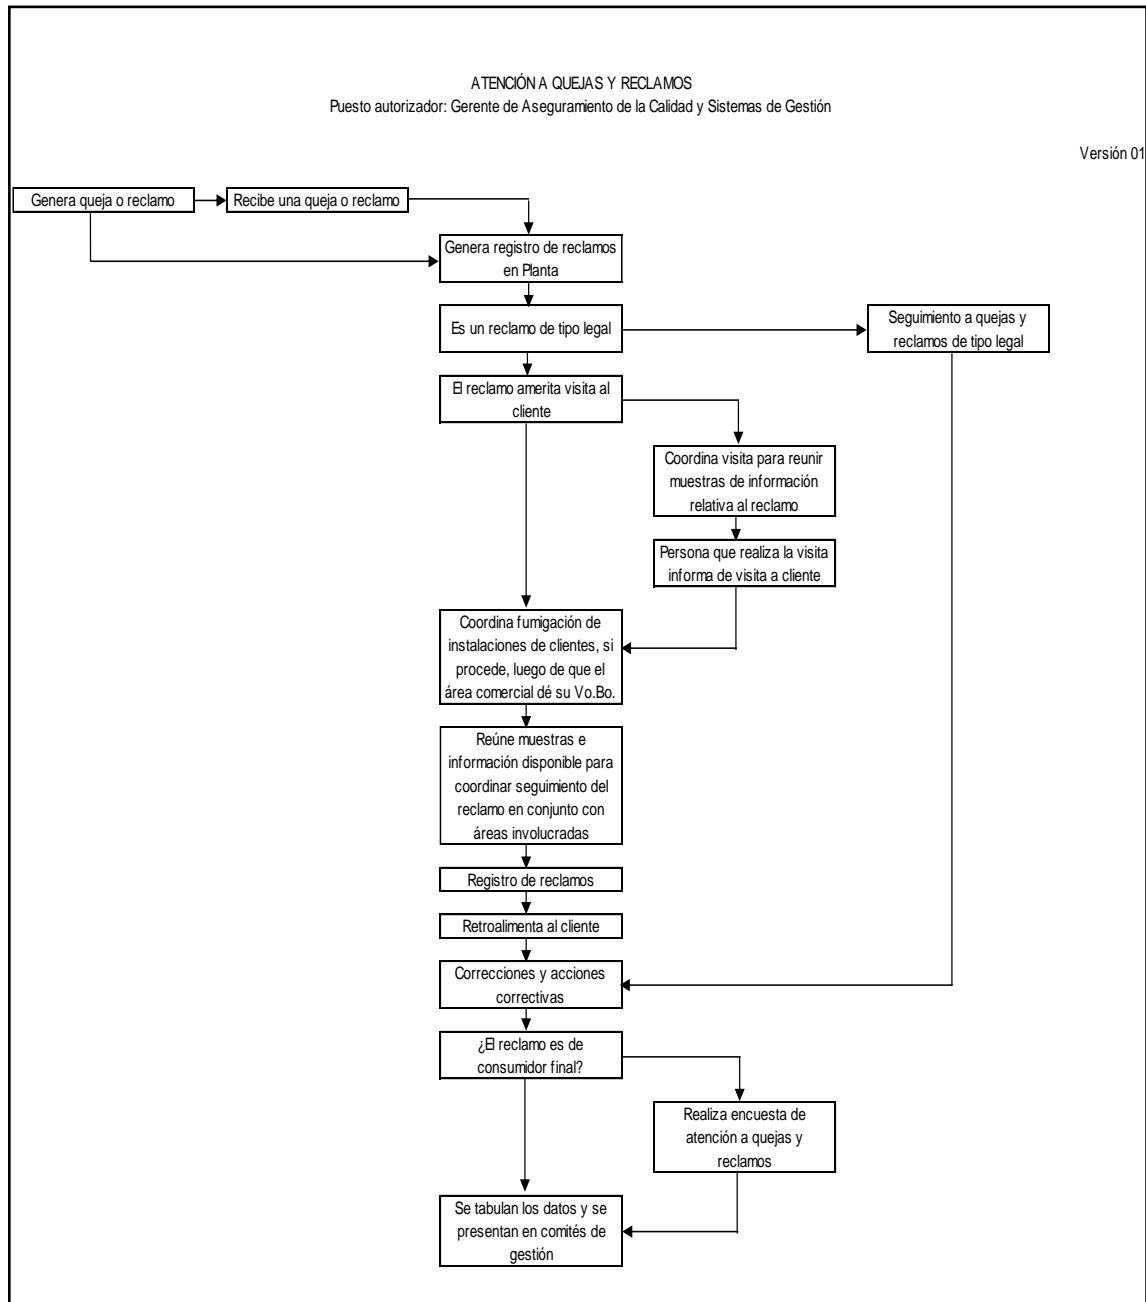 ATENCIÓN A QUEJAS Y RECLAMOS
Puesto autorizador: Gerente de Aseguramiento de la Calidad y Sistemas de Gestión
Versión 01
Genera queja o reclamo
Recibe una queja o reclamo
Genera registro de reclamos
en Planta
Es un reclamo de tipo legal
Seguimiento a quejas y
reclamos de tipo legal
El reclamo amerita visita al
cliente
Coordina visita para reunir
muestras de información
relativa al reclamo
Persona que realiza la visita
informa de visita a cliente
Coordina fumigación de
instalaciones de clientes, si
procede, luego de que el
área comercial dé su Vo.Bo.
Reúne muestras e
información disponible para
coordinar seguimiento del
reclamo en conjunto con
áreas involucradas
Registro de reclamos
Retroalimenta al cliente
Correcciones y acciones
correctivas
¿El reclamo es de
consumidor final?
Realiza encuesta de
atención a quejas y
reclamos
Se tabulan los datos y se
presentan en comités de
gestión